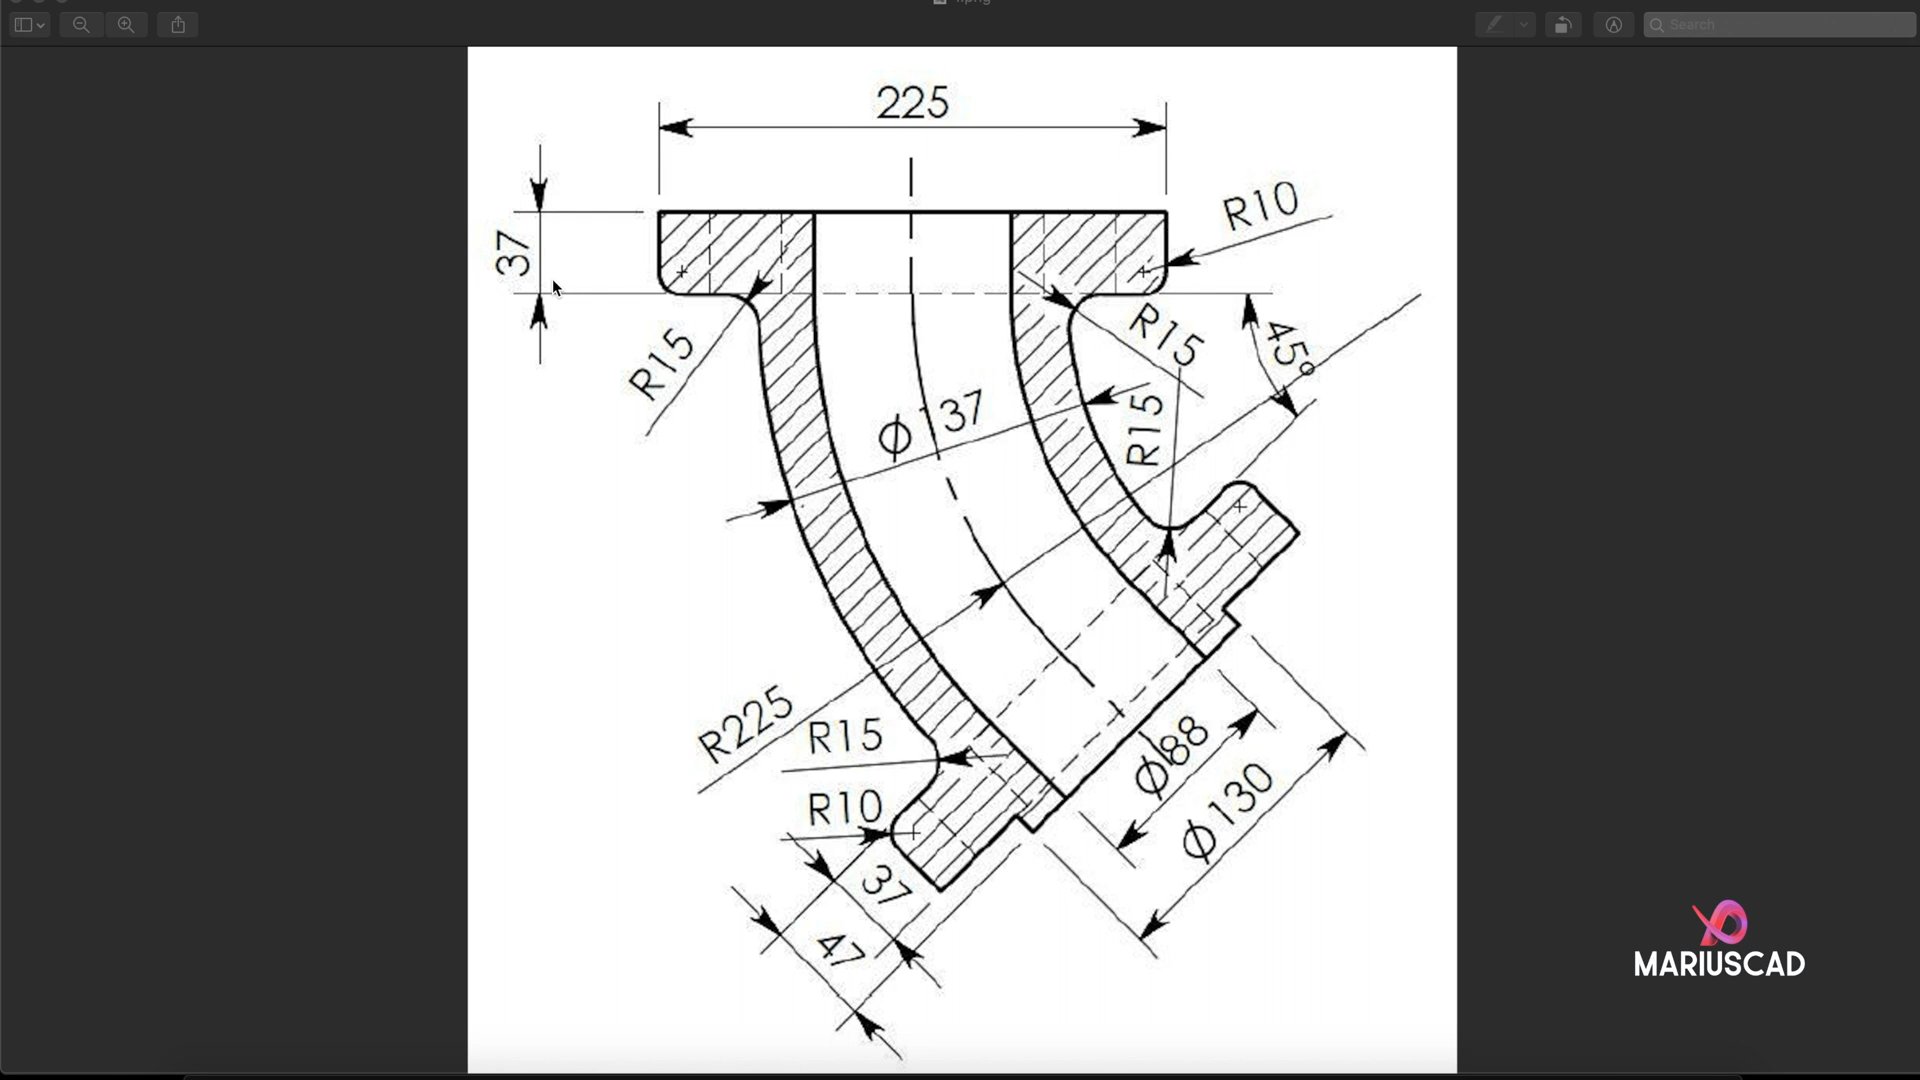 Search
225
R10
37
R15
R15
45°
Ø137
R15
R225
R15
R10
Ø88
Ø130
37
47
MARIUSCAD